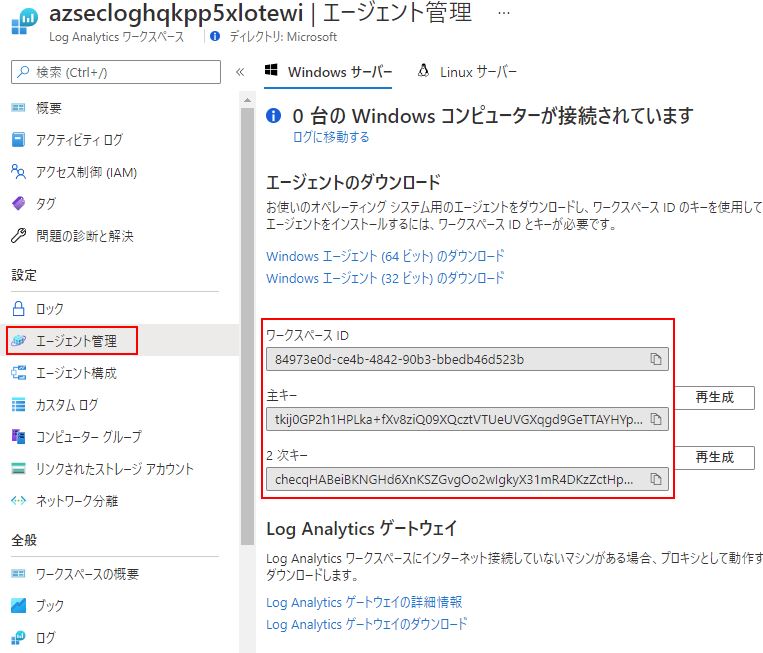 azsecloghqkpp5xlotewi | エージェント管理 …
Log Analytics ワークスペース ディレクトリ: Microsoft
検索 (Ctrl+/)
«
概要
アクティビティ ログ
アクセス制御 (IAM)
タグ
問題の診断と解決
設定
ロック
エージェント管理
エージェント構成
カスタム ログ
コンピューター グループ
リンクされたストレージ アカウント
ネットワーク分離
全般
ワークスペースの概要
ブック
ログ
Windows サーバー Linux サーバー
0 台の Windows コンピューターが接続されています
ログに移動する
エージェントのダウンロード
お使いのオペレーティング システム用のエージェントをダウンロードし、ワークスペース ID のキーを使用して
エージェントをインストールするには、ワークスペース ID とキーが必要です。
Windows エージェント (64 ビット) のダウンロード
Windows エージェント (32 ビット) のダウンロード
ワークスペース ID
84973e0d-ce4b-4842-90b3-bbedb46d523b
主キー
tkij0GP2h1HPLka+fXv8ziQ09XQcztVTUeUVGXqgd9GeTTAYHYp...
再生成
2 次キー
checqHABeiBKNGHd6XnKSZGvgOo2wIgkyX31mR4DKzZctHp...
再生成
Log Analytics ゲートウェイ
Log Analytics ワークスペースにインターネット接続していないマシンがある場合、プロキシとして動作す
ダウンロードします。
Log Analytics ゲートウェイの詳細情報
Log Analytics ゲートウェイのダウンロード